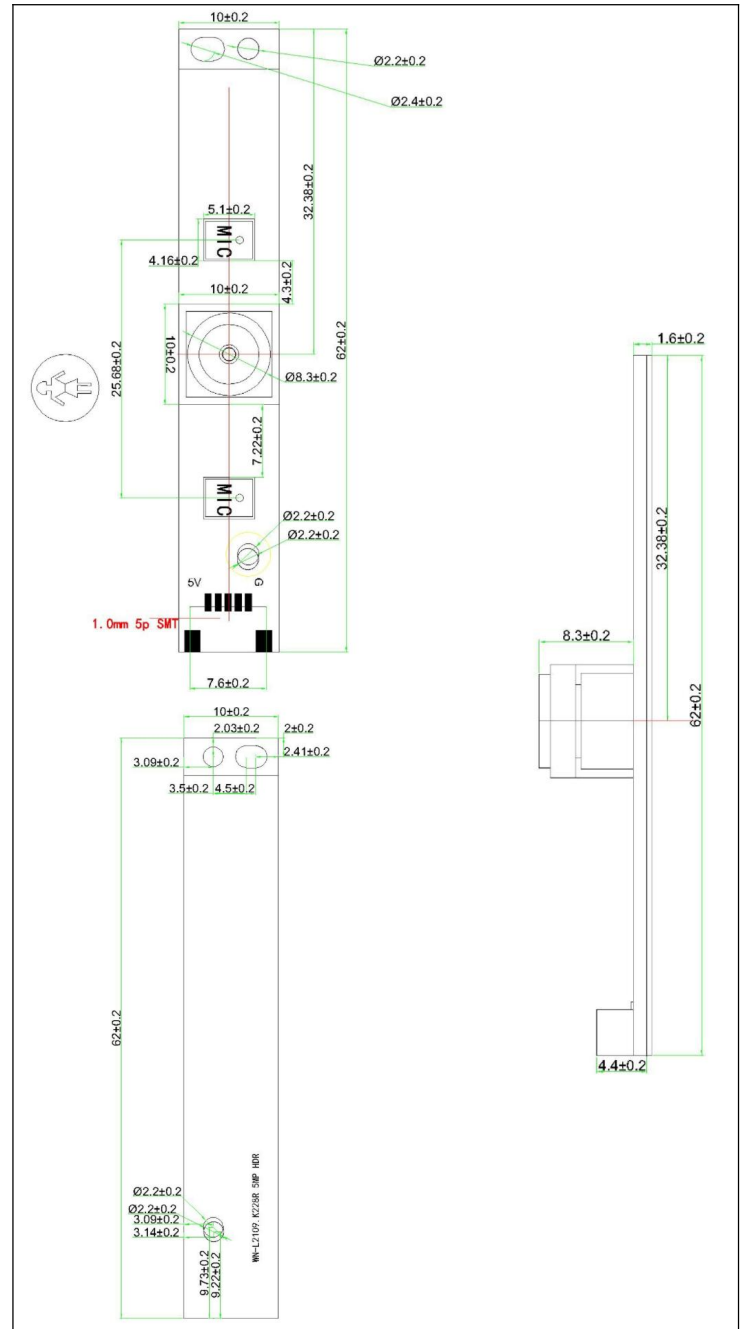 10±0.2
Ø2.2±0.2
Ø2.4±0.2
32.38±0.2
62±0.2
5.1±0.2
MIC
4.16±0.2
4.3±0.2
10±0.2
10±0.2
Ø8.3±0.2
25.68±0.2
7.22±0.2
MIC
Ø2.2±0.2
Ø2.2±0.2
5V
G
1.0mm 5p SMT
7.6±0.2
1.6±0.2
32.38±0.2
8.3±0.2
62±0.2
4.4±0.2
10±0.2
2.03±0.2
2±0.2
2.41±0.2
3.09±0.2
3.5±0.2
4.5±0.2
62±0.2
WN-L2109.K228R 5MP HDR
Ø2.2±0.2
Ø2.2±0.2
3.09±0.2
3.14±0.2
9.73±0.2
9.22±0.2